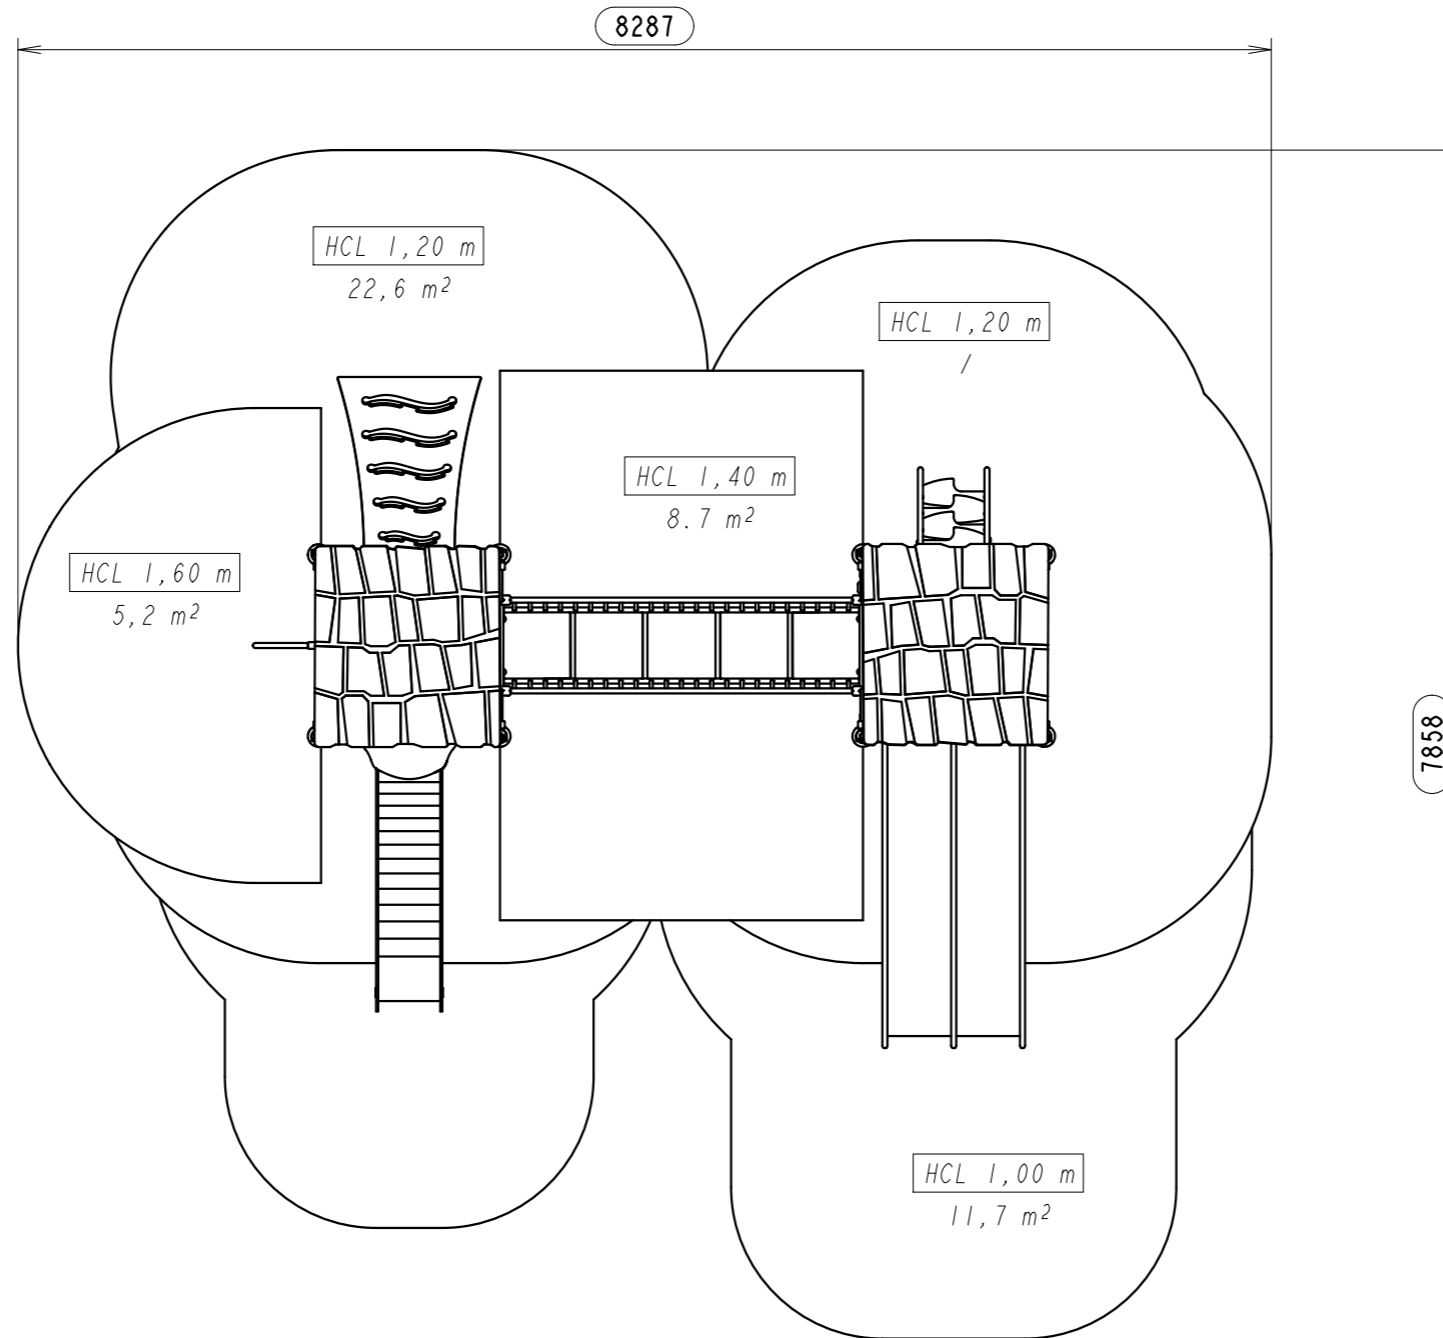 8287
HCL 1,20 m
22,6 m²
HCL 1,20 m
/
HCL 1,40 m
8.7 m²
HCL 1,60 m
5,2 m²
7858
HCL 1,00 m
11,7 m²